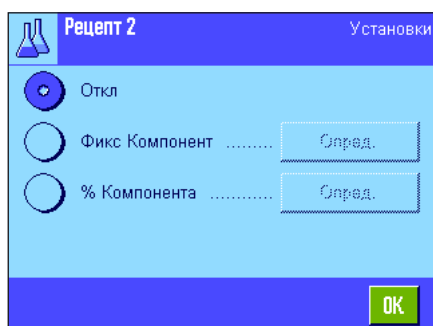 Рецепт 2 Установки
Откл
Фикс Компонент ......... Опред.
% Компонента ............ Опред.
OK